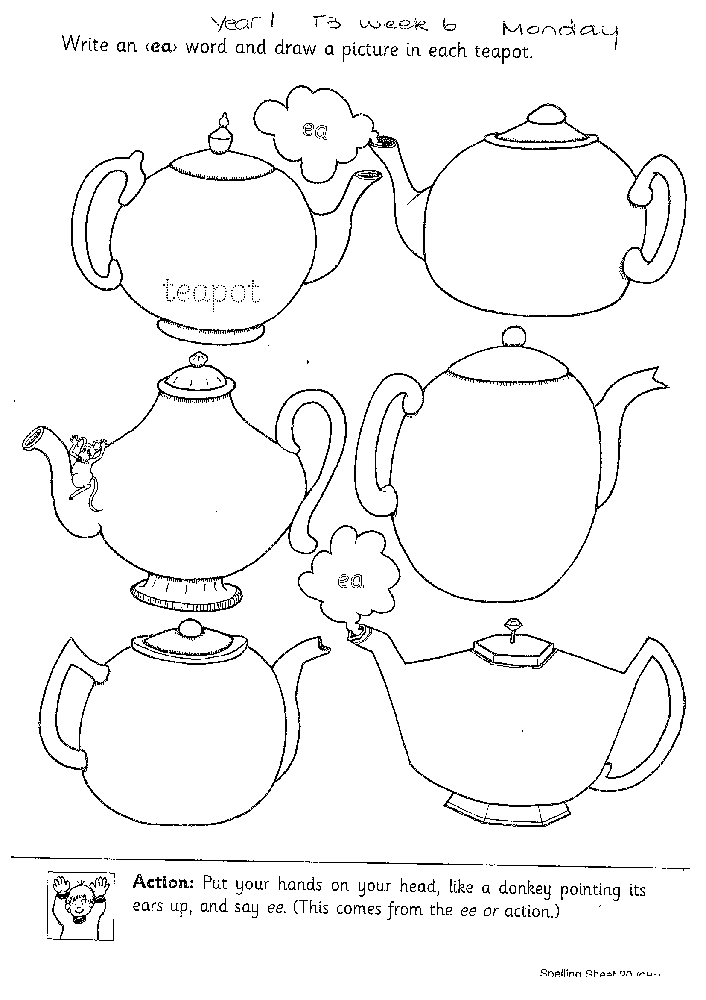 Year 1 T3 week 6 Monday
Write an ‹ea› word and draw a picture in each teapot.
ea
teapot
ea
Action: Put your hands on your head, like a donkey pointing its
ears up, and say ee. (This comes from the ee or action.)
Spelling Sheet 20 (GH1)